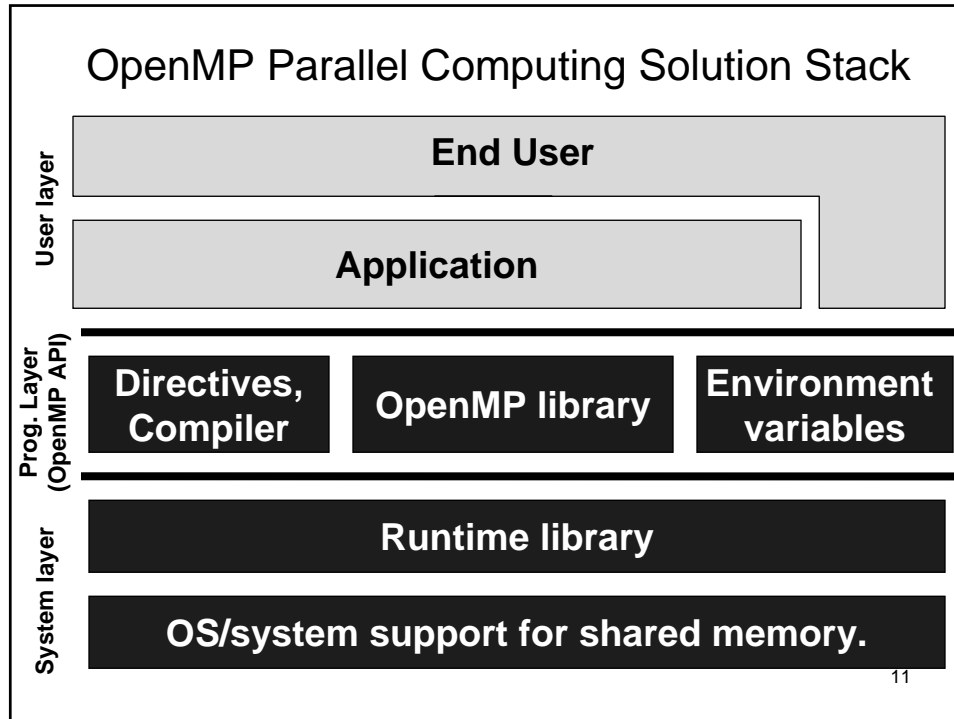 OpenMP Parallel Computing Solution Stack
User layer
End User
Application
Prog. Layer
(OpenMP API)
Directives,
Compiler
OpenMP library
Environment
variables
System layer
Runtime library
OS/system support for shared memory.
11